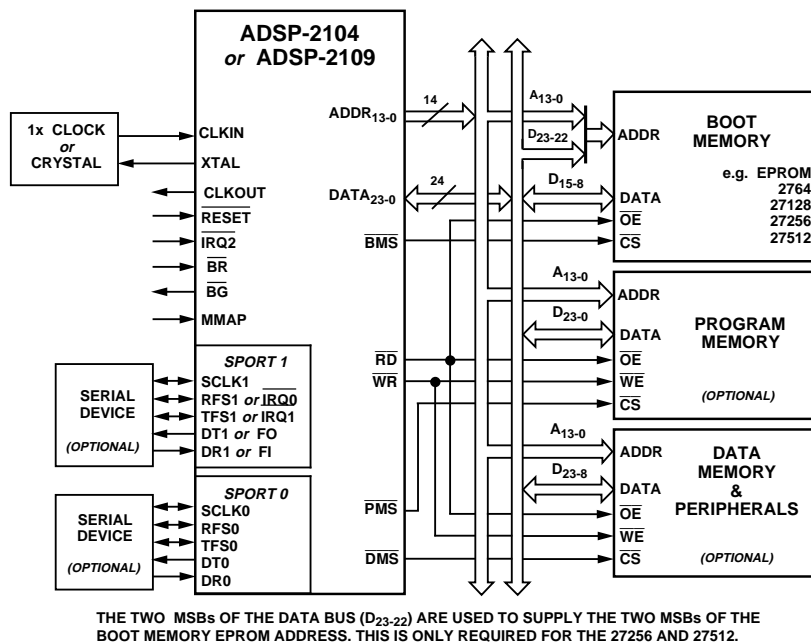 ADSP-2104
or ADSP-2109
1x CLOCK
or
CRYSTAL
CLKIN
XTAL
CLKOUT
RESET
IRQ2
BR
BG
MMAP
SERIAL
DEVICE
(OPTIONAL)
SPORT 1
SCLK1
RFS1 or IRQ0
TFS1 or IRQ1
DT1 or FO
DR1 or FI
SERIAL
DEVICE
(OPTIONAL)
SPORT 0
SCLK0
RFS0
TFS0
DT0
DR0
ADDR13-0
DATA23-0
BMS
RD
WR
PMS
DMS
14
24
A13-0
D23-22
D15-8
ADDR
DATA
OE
CS
BOOT
MEMORY
e.g. EPROM
2764
27128
27256
27512
A13-0
D23-0
ADDR
DATA
OE
WE
CS
PROGRAM
MEMORY
(OPTIONAL)
A13-0
D23-8
ADDR
DATA
OE
WE
CS
DATA
MEMORY
&
PERIPHERALS
(OPTIONAL)
THE TWO MSBs OF THE DATA BUS (D23-22) ARE USED TO SUPPLY THE TWO MSBs OF THE
BOOT MEMORY EPROM ADDRESS. THIS IS ONLY REQUIRED FOR THE 27256 AND 27512.